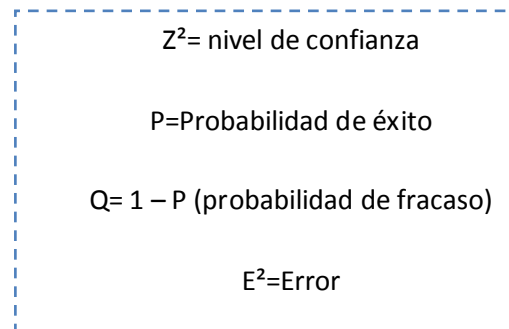 Z²= nivel de confianza
P=Probabilidad de éxito
Q= 1 – P (probabilidad de fracaso)
E²=Error